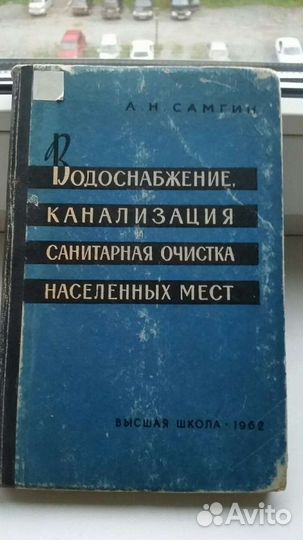 А. Н. САМГИН
Водоснабжение,
КАНАЛИЗАЦИЯ
И
САНИТАРНАЯ ОЧИСТКА
НАСЕЛЕННЫХ МЕСТ
ВЫСШАЯ ШКОЛА · 1962
Avito